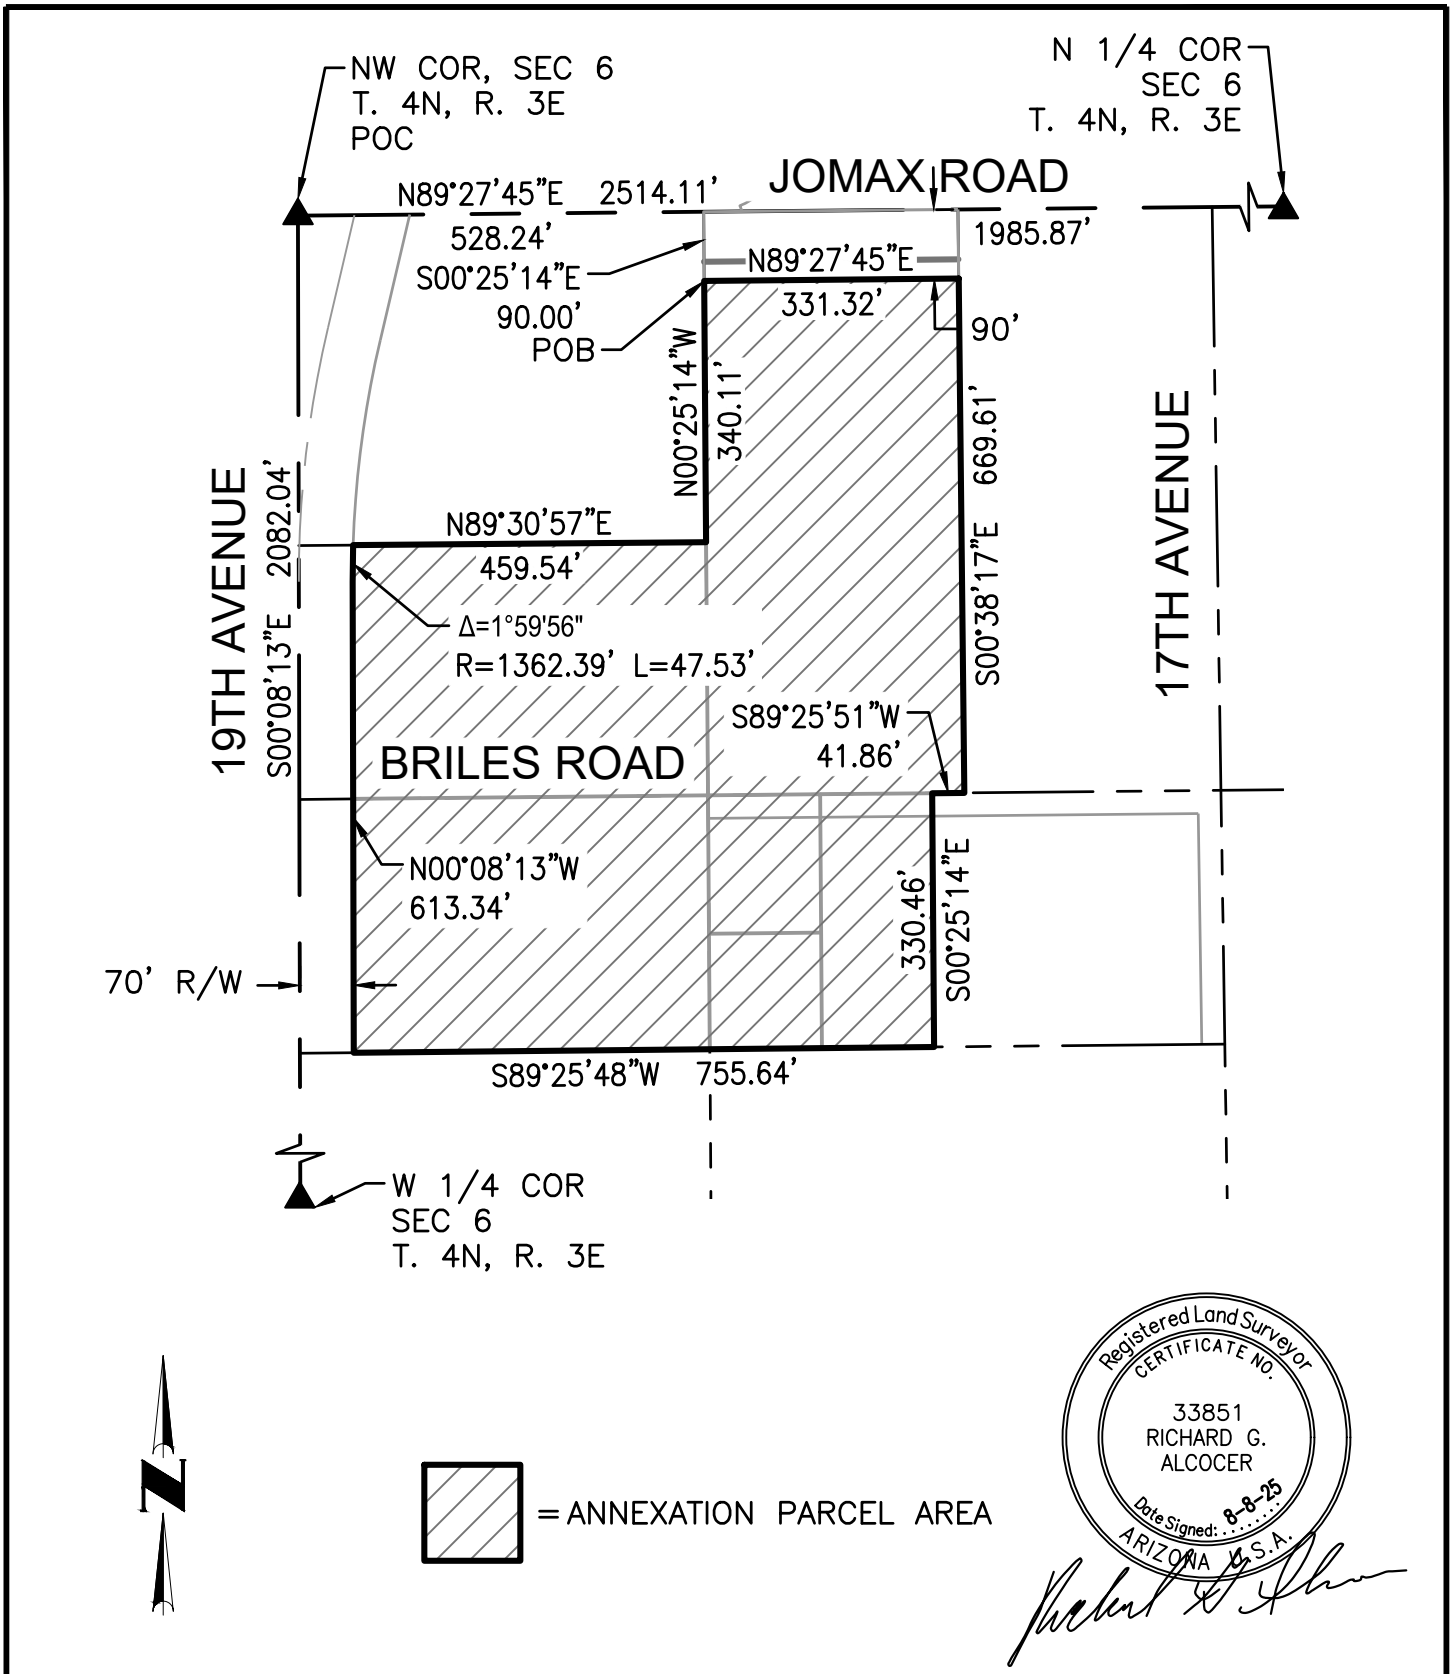 NW COR, SEC 6
T. 4N, R. 3E
POC
N 1/4 COR
SEC 6
T. 4N, R. 3E
JOMAX ROAD
N89°27'45"E 2514.11'
528.24'
1985.87'
S00°25'14"E
90.00'
POB
N89°27'45"E
331.32'
90'
N00°25'14"W
340.11'
669.61'
S00°38'17"E
17TH AVENUE
19TH AVENUE
S00°08'13"E 2082.04'
N89°30'57"E
459.54'
Δ=1°59'56"
R=1362.39' L=47.53'
S89°25'51"W
41.86'
BRILES ROAD
N00°08'13"W
613.34'
330.46'
S00°25'14"E
70' R/W
S89°25'48"W 755.64'
W 1/4 COR
SEC 6
T. 4N, R. 3E
N
= ANNEXATION PARCEL AREA
Registered Land Surveyor
CERTIFICATE NO.
33851
RICHARD G.
ALCOCER
Date Signed: 8-8-25
ARIZONA U.S.A.